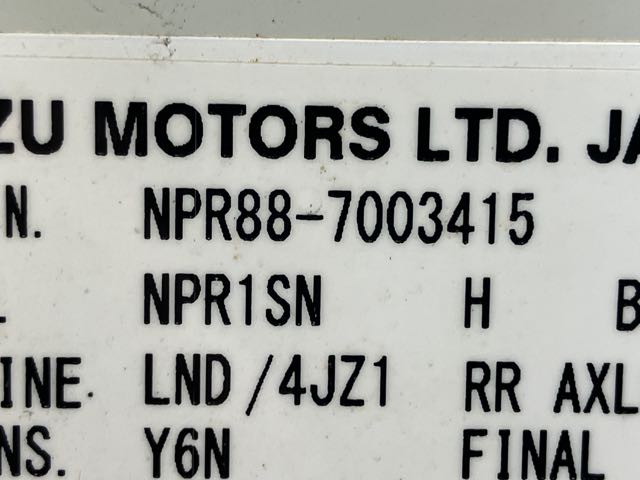 ZU MOTORS LTD. JA
N. NPR88-7003415
L NPR1SN H B
INE. LND/4JZ1 RR AXL
NS. Y6N FINAL